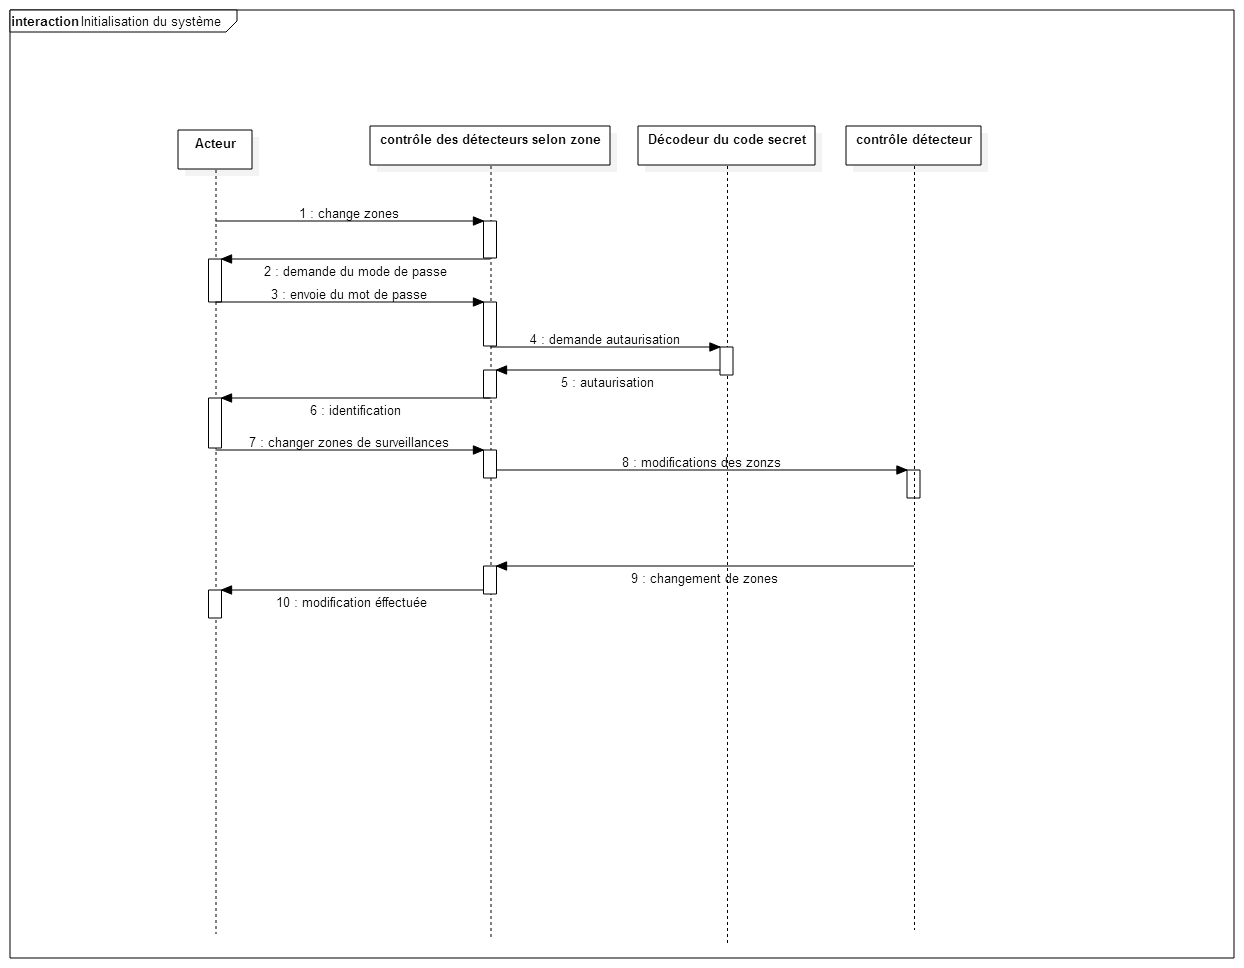 interaction Initialisation du système
Acteur
contrôle des détecteurs selon zone
Décodeur du code secret
contrôle détecteur
1 : change zones
2 : demande du mode de passe
3 : envoie du mot de passe
4 : demande autaurisation
5 : autaurisation
6 : identification
7 : changer zones de surveillances
8 : modifications des zonzs
9 : changement de zones
10 : modification éffectuée